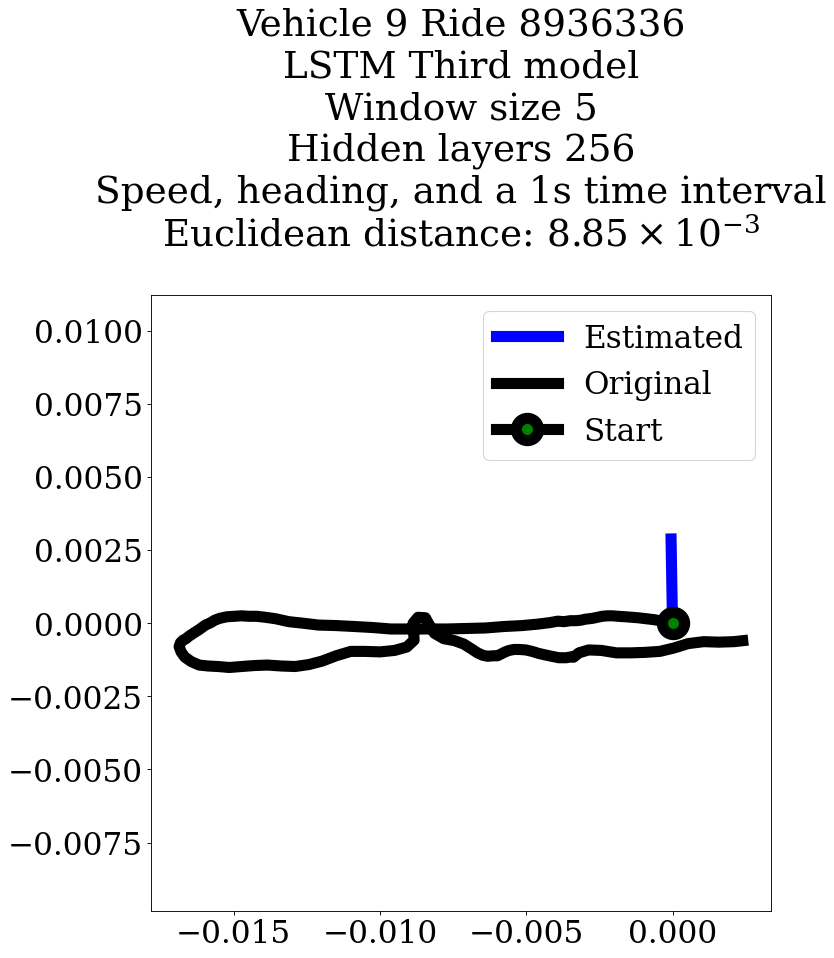 Vehicle 9 Ride 8936336
LSTM Third model
Window size 5
Hidden layers 256
Speed, heading, and a 1s time interval
Euclidean distance: 8.85 × 10⁻³
Estimated
Original
Start
0.0100
0.0075
0.0050
0.0025
0.0000
−0.0025
−0.0050
−0.0075
−0.015 −0.010 −0.005 0.000